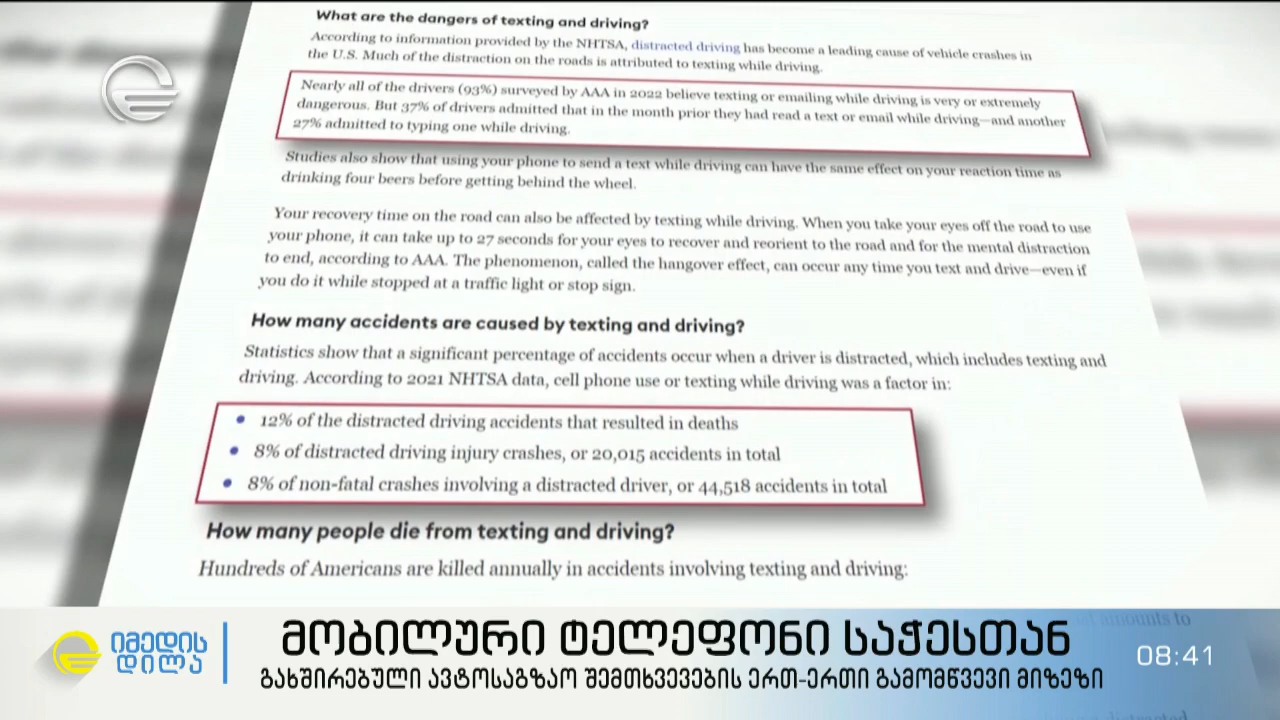 What are the dangers of texting and driving?
According to information provided by the NHTSA, distracted driving has become a leading cause of vehicle crashes in
the U.S. Much of the distraction on the roads is attributed to texting while driving.
Nearly all of the drivers (93%) surveyed by AAA in 2022 believe texting or emailing while driving is very or extremely
dangerous. But 37% of drivers admitted that in the month prior they had read a text or email while driving—and another
27% admitted to typing one while driving.
Studies also show that using your phone to send a text while driving can have the same effect on your reaction time as
drinking four beers before getting behind the wheel.
Your recovery time on the road can also be affected by texting while driving. When you take your eyes off the road to use
your phone, it can take up to 27 seconds for your eyes to recover and reorient to the road and for the mental distraction
to end, according to AAA. The phenomenon, called the hangover effect, can occur any time you text and drive—even if
you do it while stopped at a traffic light or stop sign.
How many accidents are caused by texting and driving?
Statistics show that a significant percentage of accidents occur when a driver is distracted, which includes texting and
driving. According to 2021 NHTSA data, cell phone use or texting while driving was a factor in:
• 12% of the distracted driving accidents that resulted in deaths
• 8% of distracted driving injury crashes, or 20,015 accidents in total
• 8% of non-fatal crashes involving a distracted driver, or 44,518 accidents in total
How many people die from texting and driving?
Hundreds of Americans are killed annually in accidents involving texting and driving:
amounts to
იმედის
დილა
მობილური ტელეფონი საჭესთან
გახშირებული ავტოსაგზაო შემთხვევების ერთ-ერთი გამომწვევი მიზეზი
08:41